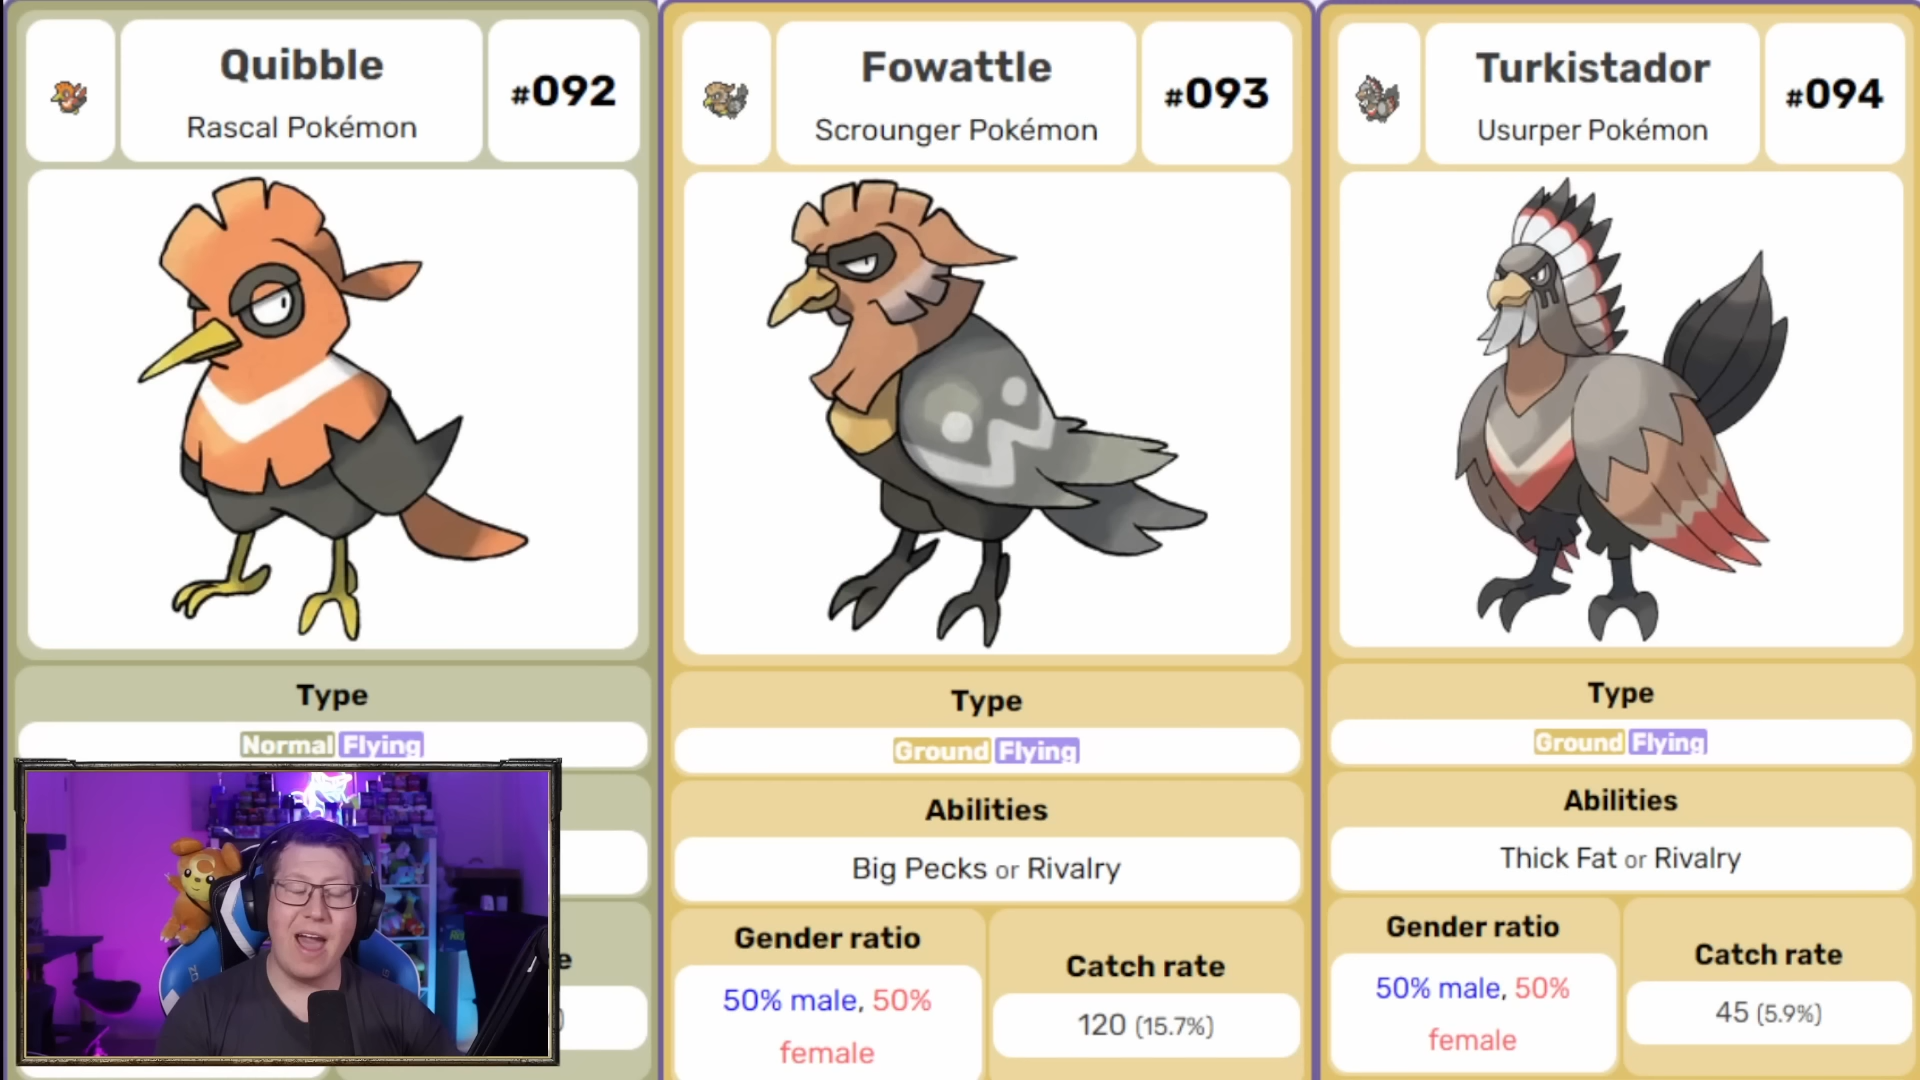 Quibble
Rascal Pokémon
#092
Type
Normal Flying
e
)
Fowattle
Scrounger Pokémon
#093
Type
Ground Flying
Abilities
Big Pecks or Rivalry
Gender ratio
50% male, 50%
female
Catch rate
120 (15.7%)
Turkistador
Usurper Pokémon
#094
Type
Ground Flying
Abilities
Thick Fat or Rivalry
Gender ratio
50% male, 50%
female
Catch rate
45 (5.9%)